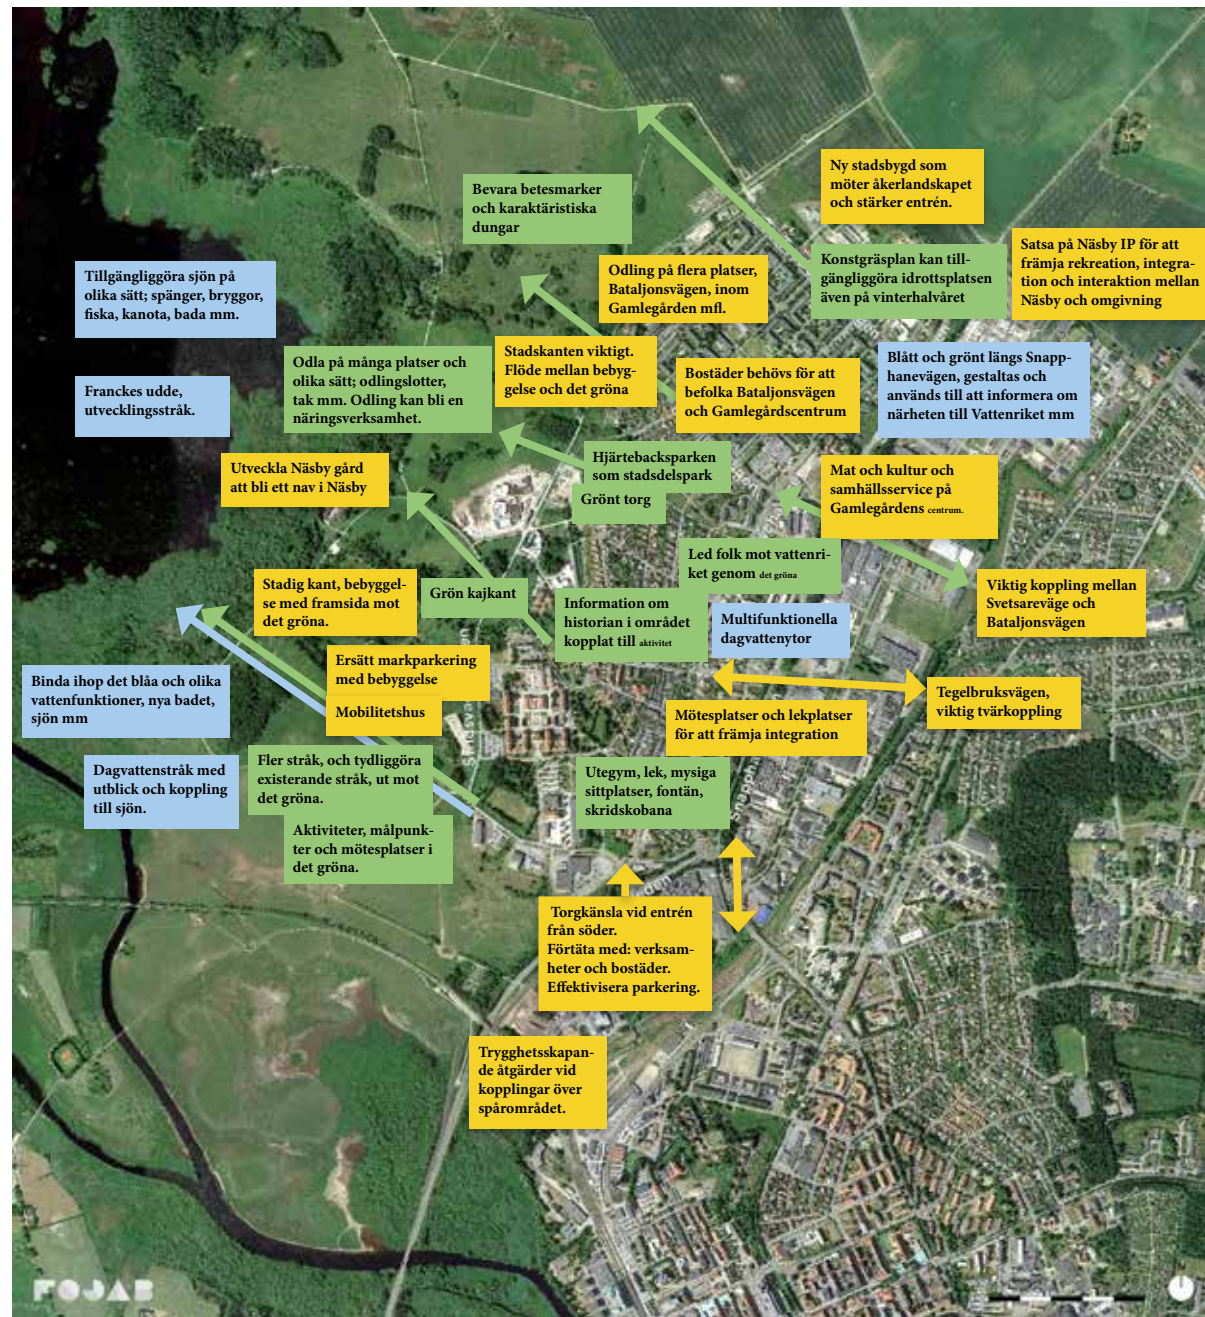 Ny stadsbygd som
möter åkerlandskapet
och stärker entrén.
Bevara betesmarker
och karaktäristiska
dungar
Satsa på Näsby IP för att
främja rekreation, integra-
tion och interaktion mellan
Näsby och omgivning
Konstgräsplan kan till-
gängliggöra idrottsplatsen
även på vinterhalvåret
Odling på flera platser,
Bataljonsvägen, inom
Gamlegården mfl.
Tillgängliggöra sjön på
olika sätt; spänger, bryggor,
fiska, kanota, bada mm.
Stadskanten viktigt.
Flöde mellan bebyg-
gelse och det gröna
Blått och grönt längs Snapp-
hanevägen, gestaltas och
används till att informera om
närheten till Vattenriket mm
Odla på många platser och
olika sätt; odlingslotter,
tak mm. Odling kan bli en
näringsverksamhet.
Bostäder behövs för att
befolka Bataljonsvägen
och Gamlegårdscentrum
Franckes udde,
utvecklingsstråk.
Hjärtebacksparken
som stadsdelspark
Utveckla Näsby gård
att bli ett nav i Näsby
Mat och kultur och
samhällsservice på
Gamlegårdens centrum.
Grönt torg
Led folk mot vattenri-
ket genom det gröna
Stadig kant, bebyggel-
se med framsida mot
det gröna.
Grön kajkant
Viktig koppling mellan
Svetsareväge och
Bataljonsvägen
Information om
historian i området
kopplat till aktivitet
Multifunktionella
dagvattenytor
Ersätt markparkering
med bebyggelse
Binda ihop det blåa och olika
vattenfunktioner, nya badet,
sjön mm
Tegelbruksvägen,
viktig tvärkoppling
Mobilitetshus
Mötesplatser och lekplatser
för att främja integration
Fler stråk, och tydliggöra
existerande stråk, ut mot
det gröna.
Dagvattenstråk med
utblick och koppling
till sjön.
Utegym, lek, mysiga
sittplatser, fontän,
skridskobana
Aktiviteter, målpunk-
ter och mötesplatser i
det gröna.
Torgkänsla vid entrén
från söder.
Förtäta med: verksam-
heter och bostäder.
Effektivisera parkering.
Trygghetsskapan-
de åtgärder vid
kopplingar över
spårområdet.
FOJAB